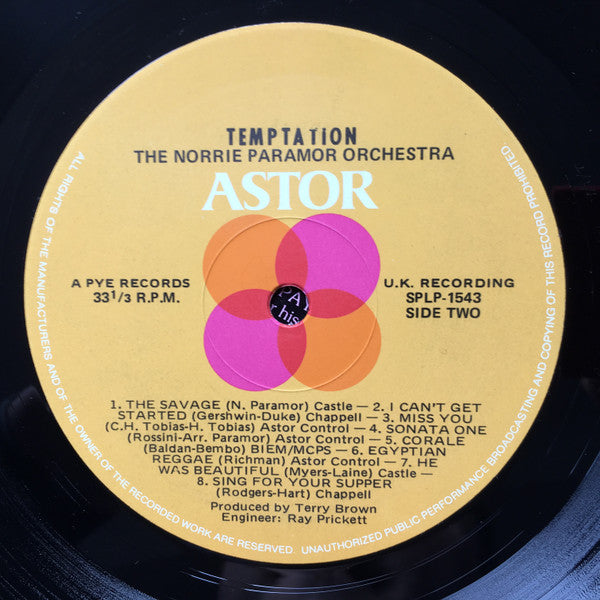 TEMPTATION
THE NORRIE PARAMOR ORCHESTRA
ASTOR
A PYE RECORDS
33 1/3 R.P.M.
U.K. RECORDING
SPLP-1543
SIDE TWO
1. THE SAVAGE (N. Paramor) Castle — 2. I CAN'T GET
STARTED (Gershwin-Duke) Chappell — 3. MISS YOU
(C.H. Tobias-H. Tobias) Astor Control — 4. SONATA ONE
(Rossini-Arr. Paramor) Astor Control — 5. CORALE
(Baldan-Bembo) BIEM/MCPS — 6. EGYPTIAN
REGGAE (Richman) Astor Control — 7. HE
WAS BEAUTIFUL (Myers-Laine) Castle —
8. SING FOR YOUR SUPPER
(Rodgers-Hart) Chappell
Produced by Terry Brown
Engineer: Ray Prickett
ALL RIGHTS OF THE MANUFACTURERS AND OF THE OWNER OF THE RECORDED WORK ARE RESERVED. UNAUTHORIZED PUBLIC PERFORMANCE BROADCASTING AND COPYING OF THIS RECORD PROHIBITED